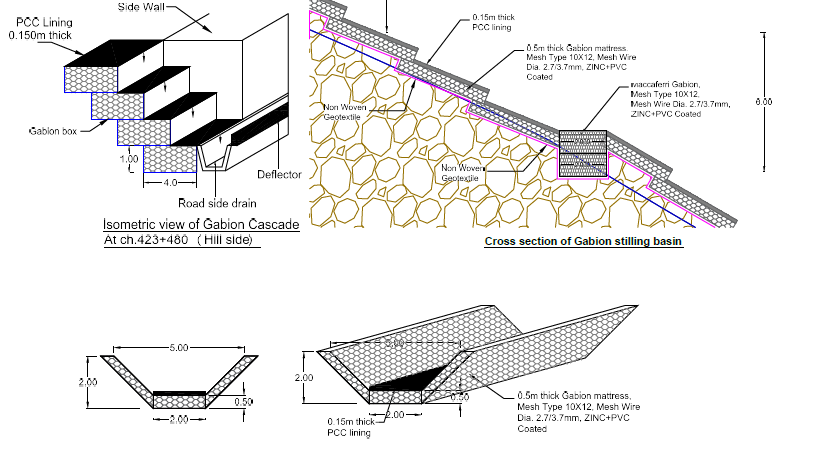 Side Wall
PCC Lining
0.150m thick
Gabion box
1.00
4.0
Deflector
Road side drain
Isometric view of Gabion Cascade
At ch.423+480 ( Hill side)
0.15m thick
PCC lining
0.5m thick Gabion mattress,
Mesh Type 10X12, Mesh Wire
Dia. 2.7/3.7mm, ZINC+PVC
Coated
maccaferri Gabion,
Mesh Type 10X12,
Mesh Wire Dia. 2.7/3.7mm,
ZINC+PVC Coated
Non Woven
Geotextile
Non Woven
Geotextile
6.00
Cross section of Gabion stilling basin
5.00
2.00
0.50
2.00
5.00
2.00
0.50
2.00
0.15m thick
PCC lining
0.5m thick Gabion mattress,
Mesh Type 10X12, Mesh Wire
Dia. 2.7/3.7mm, ZINC+PVC
Coated